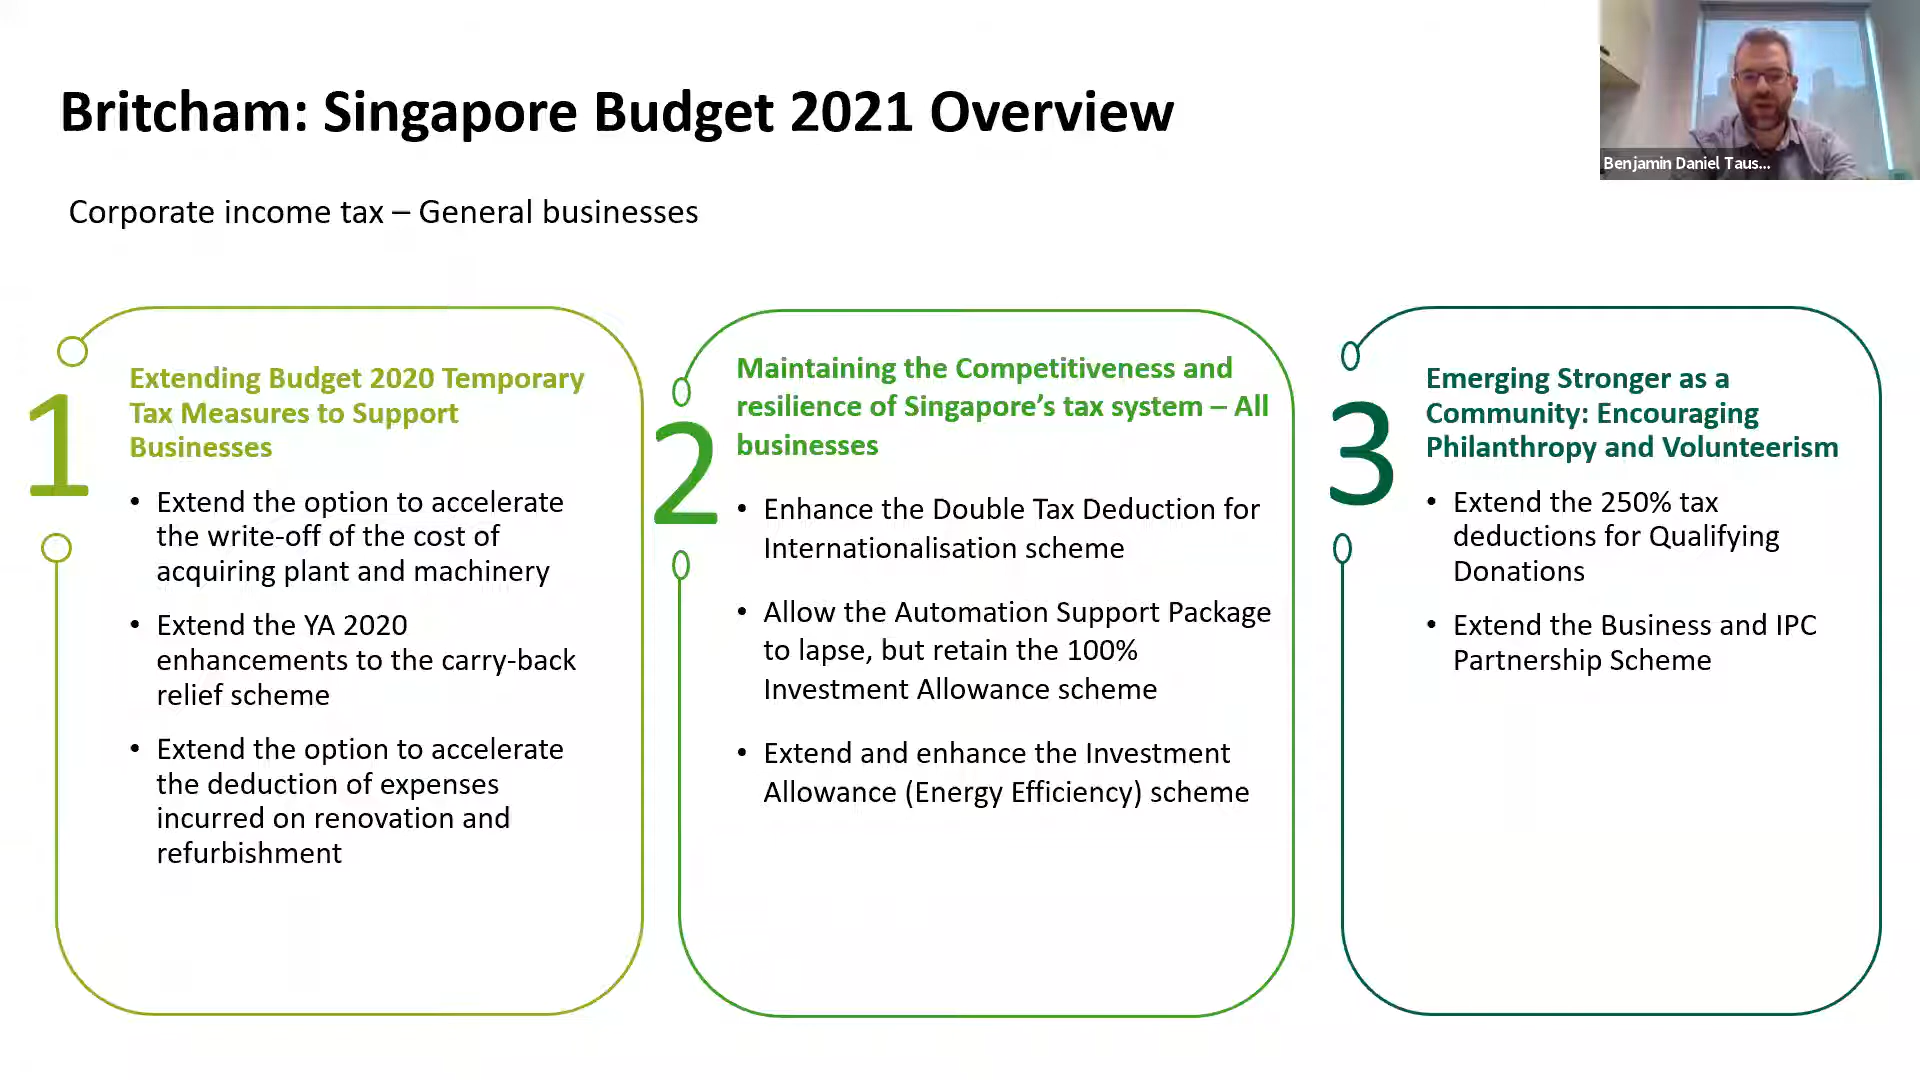 Britcham: Singapore Budget 2021 Overview
Benjamin Daniel Taus...
Corporate income tax – General businesses
1
Extending Budget 2020 Temporary
Tax Measures to Support
Businesses
• Extend the option to accelerate
the write-off of the cost of
acquiring plant and machinery
• Extend the YA 2020
enhancements to the carry-back
relief scheme
• Extend the option to accelerate
the deduction of expenses
incurred on renovation and
refurbishment
2
Maintaining the Competitiveness and
resilience of Singapore’s tax system – All
businesses
• Enhance the Double Tax Deduction for
Internationalisation scheme
• Allow the Automation Support Package
to lapse, but retain the 100%
Investment Allowance scheme
• Extend and enhance the Investment
Allowance (Energy Efficiency) scheme
3
Emerging Stronger as a
Community: Encouraging
Philanthropy and Volunteerism
• Extend the 250% tax
deductions for Qualifying
Donations
• Extend the Business and IPC
Partnership Scheme